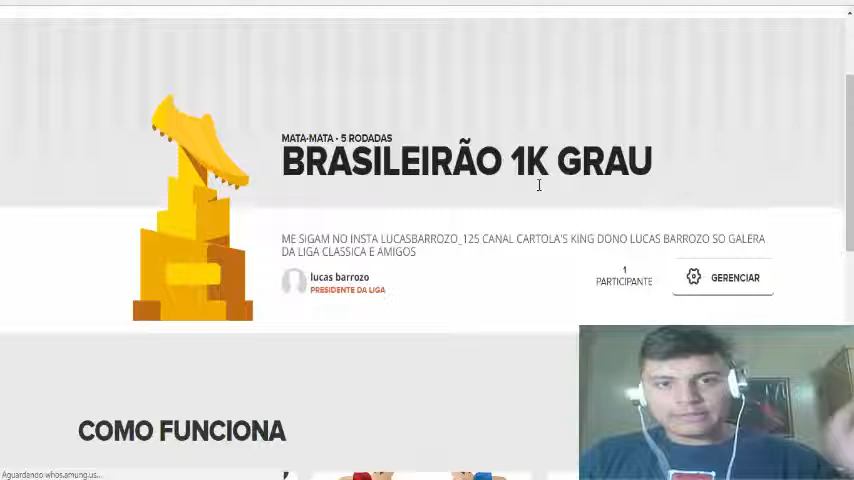 MATA-MATA - 5 RODADAS
BRASILEIRÃO 1K GRAU
ME SIGAM NO INSTA LUCASBARROZO_125 CANAL CARTOLA'S KING DONO LUCAS BARROZO SO GALERA
DA LIGA CLASSICA E AMIGOS
lucas barrozo
PRESIDENTE DA LIGA
1
PARTICIPANTE
GERENCIAR
COMO FUNCIONA
Aguardando whos.amung.us...